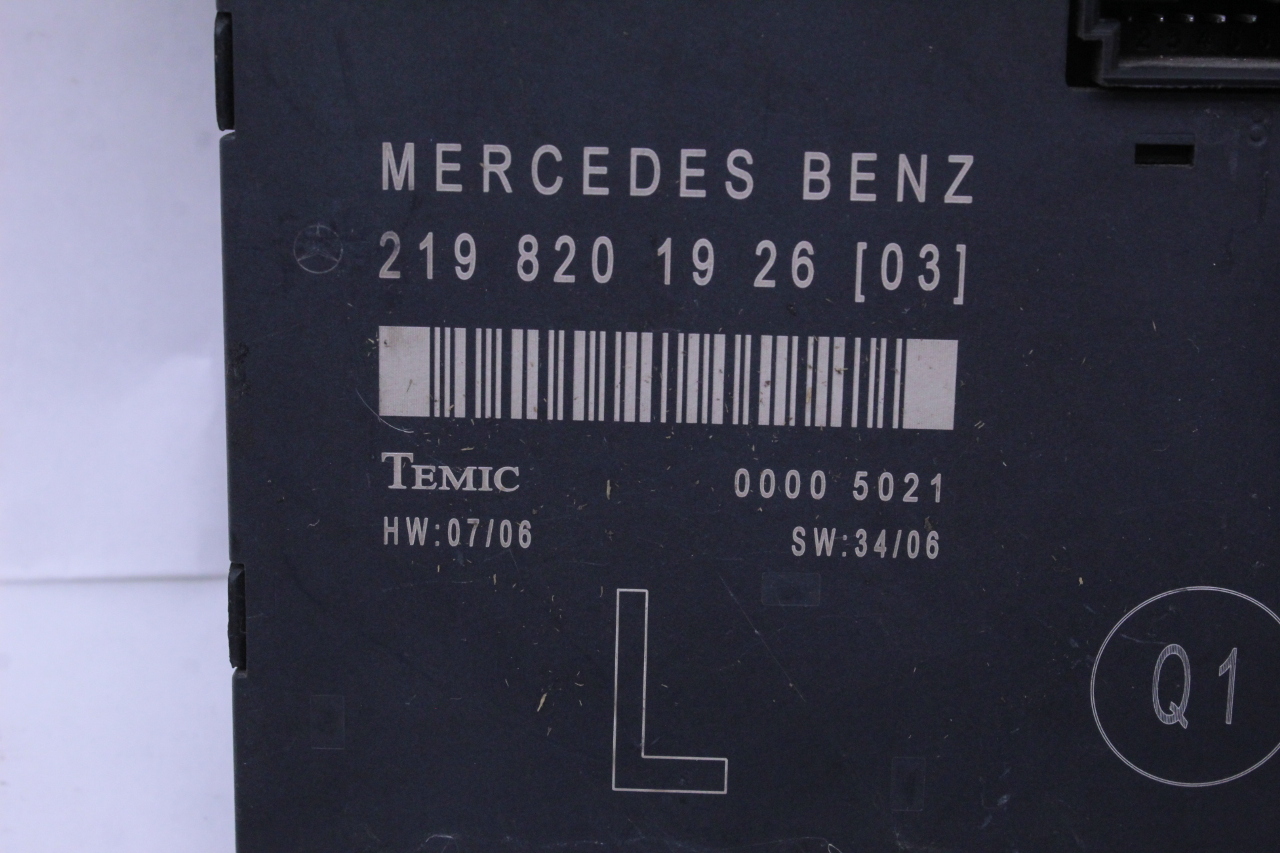 MERCEDES BENZ
219 820 19 26 [03]
TEMIC
0000 5021
HW:07/06
SW:34/06
L
Q1